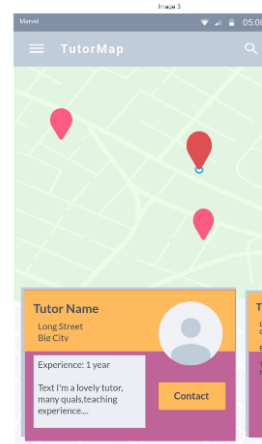 Image 3
Marvel 05:00
TutorMap
Tutor Name
Long Street
Big City
Experience: 1 year
Text I'm a lovely tutor,
many quals,teaching
experience....
Contact